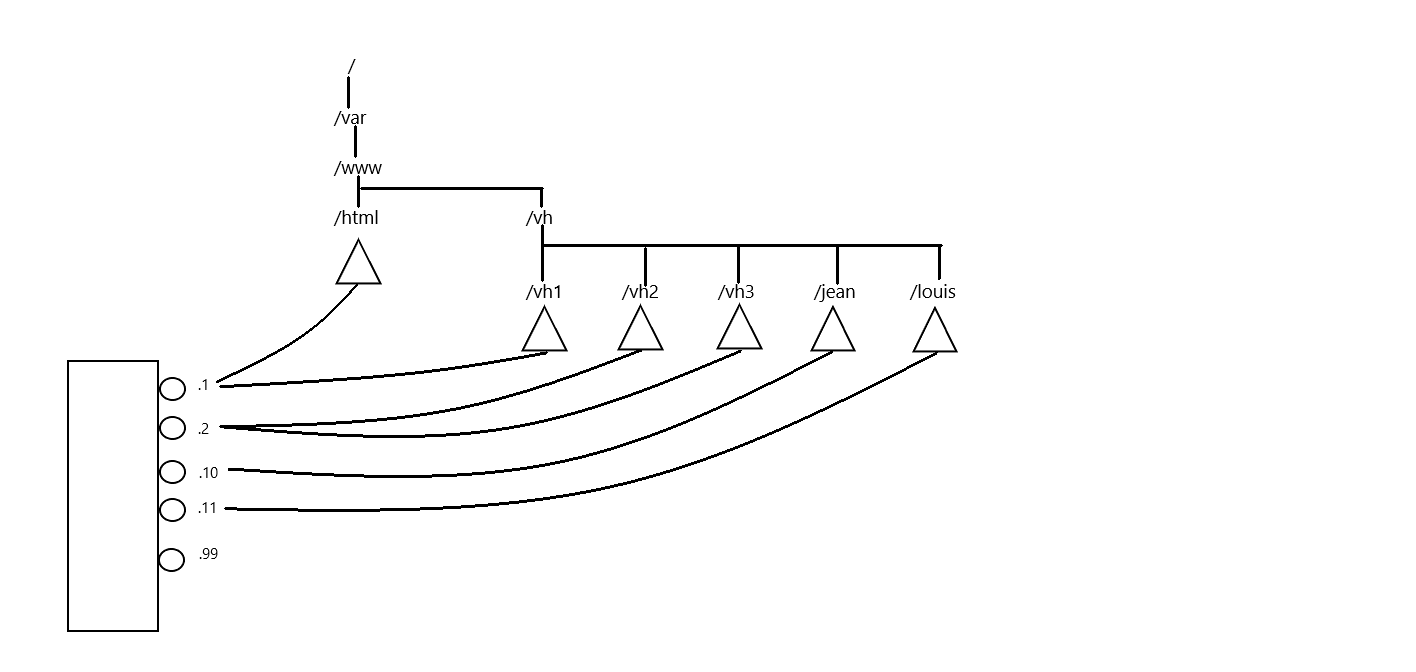 /
/var
/www
/html /vh
/vh1 /vh2 /vh3 /jean /louis
.1
.2
.10
.11
.99